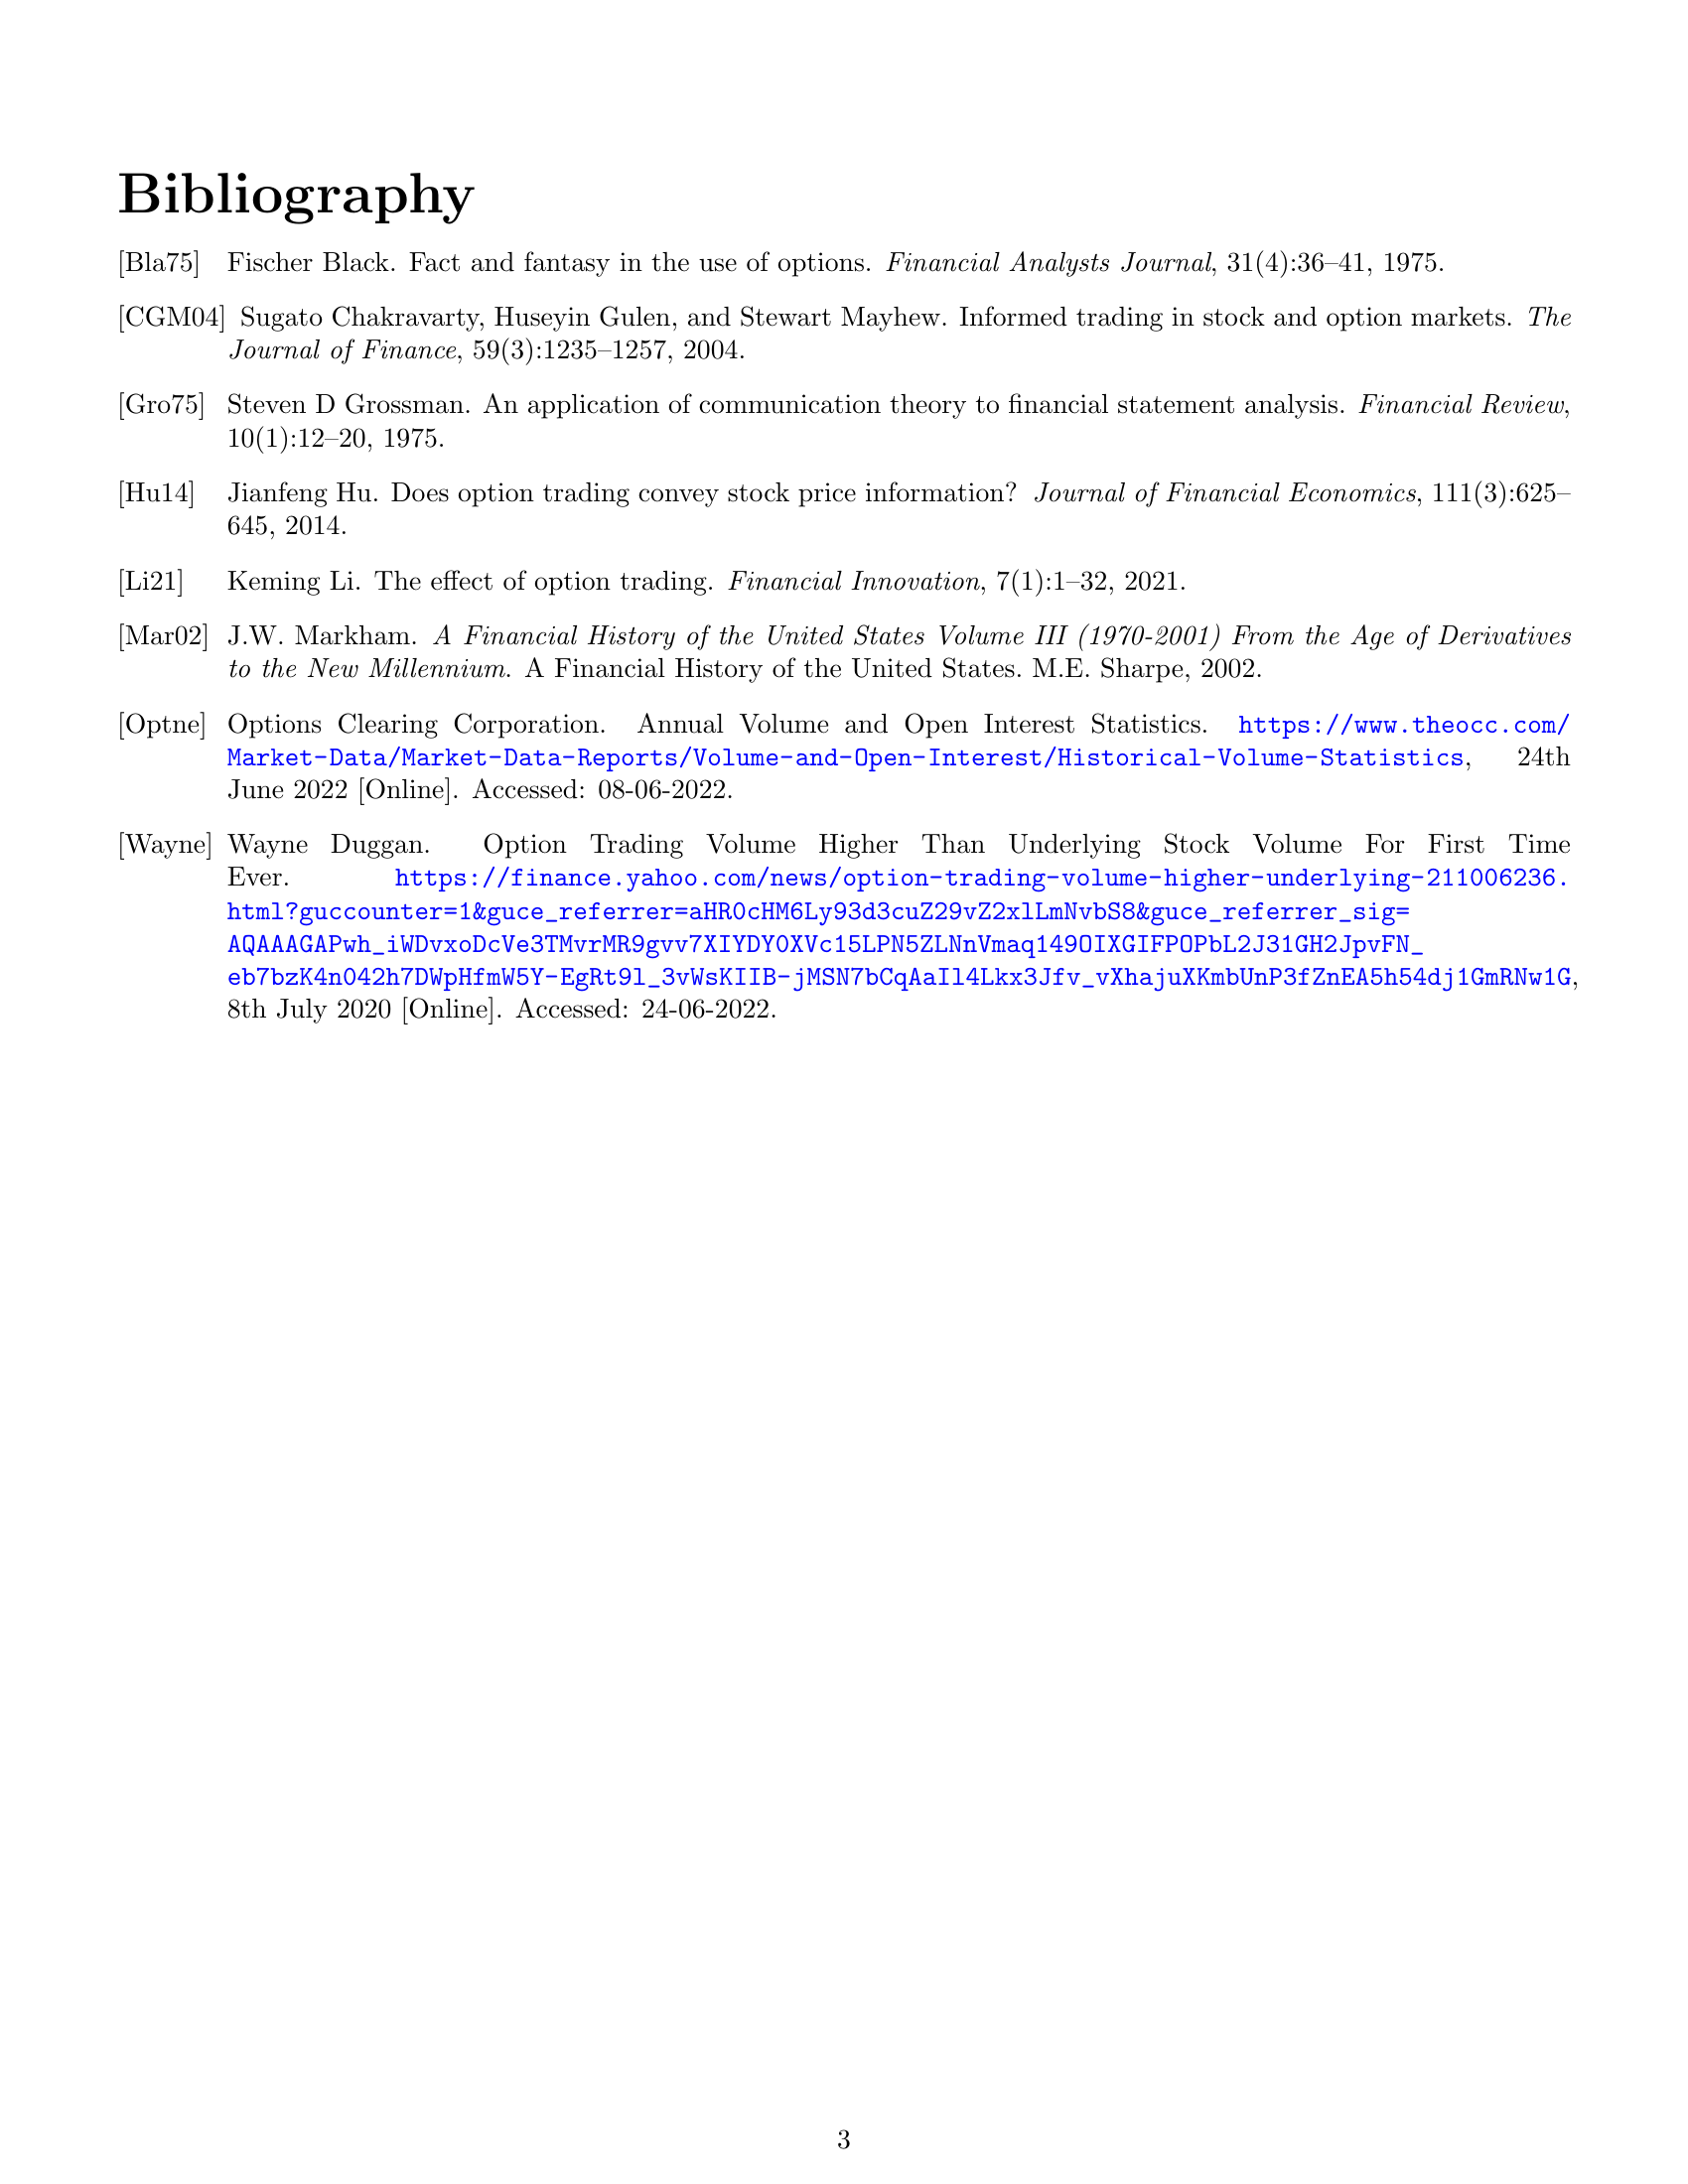 Bibliography
[Bla75] Fischer Black. Fact and fantasy in the use of options. Financial Analysts Journal, 31(4):36–41, 1975.
[CGM04] Sugato Chakravarty, Huseyin Gulen, and Stewart Mayhew. Informed trading in stock and option markets. The
Journal of Finance, 59(3):1235–1257, 2004.
[Gro75] Steven D Grossman. An application of communication theory to financial statement analysis. Financial Review,
10(1):12–20, 1975.
[Hu14] Jianfeng Hu. Does option trading convey stock price information? Journal of Financial Economics, 111(3):625–
645, 2014.
[Li21] Keming Li. The effect of option trading. Financial Innovation, 7(1):1–32, 2021.
[Mar02] J.W. Markham. A Financial History of the United States Volume III (1970-2001) From the Age of Derivatives
to the New Millennium. A Financial History of the United States. M.E. Sharpe, 2002.
[Optne] Options Clearing Corporation. Annual Volume and Open Interest Statistics. https://www.theocc.com/
Market-Data/Market-Data-Reports/Volume-and-Open-Interest/Historical-Volume-Statistics, 24th
June 2022 [Online]. Accessed: 08-06-2022.
[Wayne] Wayne Duggan. Option Trading Volume Higher Than Underlying Stock Volume For First Time
Ever. https://finance.yahoo.com/news/option-trading-volume-higher-underlying-211006236.
html?guccounter=1&guce_referrer=aHR0cHM6Ly93d3cuZ29vZ2xlLmNvbS8&guce_referrer_sig=
AQAAAGAPwh_iWDvxoDcVe3TMvrMR9gvv7XIYDY0XVc15LPN5ZLNnVmaq149OIXGIFPOPbL2J31GH2JpvFN_
eb7bzK4n042h7DWpHfmW5Y-EgRt9l_3vWsKIIB-jMSN7bCqAaIl4Lkx3Jfv_vXhajuXKmbUnP3fZnEA5h54dj1GmRNw1G,
8th July 2020 [Online]. Accessed: 24-06-2022.
3